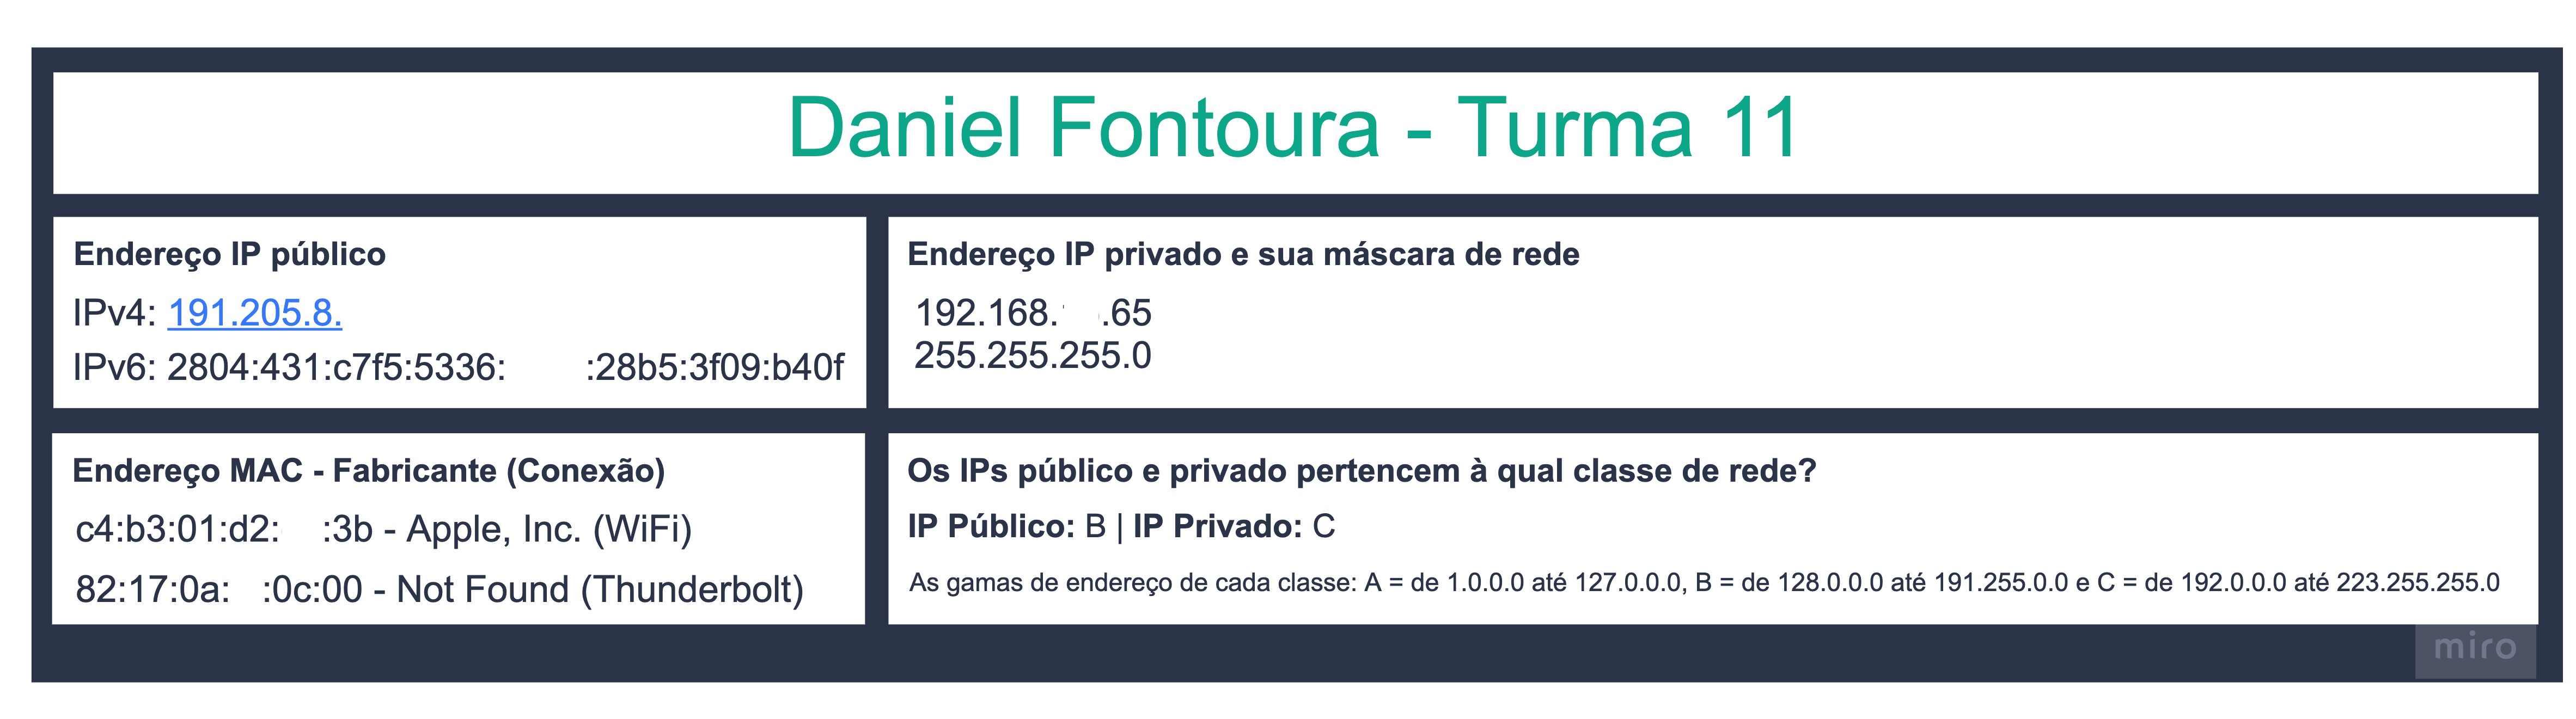 Daniel Fontoura - Turma 11
Endereço IP público
IPv4: 191.205.8.
IPv6: 2804:431:c7f5:5336: :28b5:3f09:b40f
Endereço IP privado e sua máscara de rede
192.168. .65
255.255.255.0
Endereço MAC - Fabricante (Conexão)
c4:b3:01:d2: :3b - Apple, Inc. (WiFi)
82:17:0a: :0c:00 - Not Found (Thunderbolt)
Os IPs público e privado pertencem à qual classe de rede?
IP Público: B | IP Privado: C
As gamas de endereço de cada classe: A = de 1.0.0.0 até 127.0.0.0, B = de 128.0.0.0 até 191.255.0.0 e C = de 192.0.0.0 até 223.255.255.0
miro